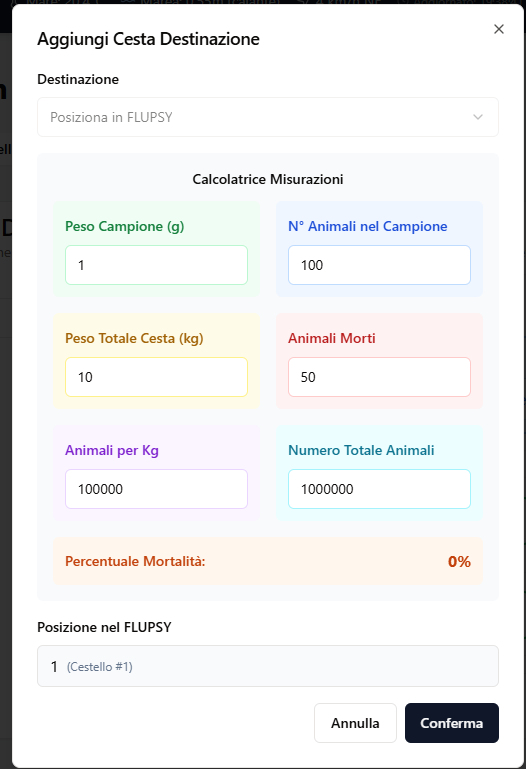 Aggiungi Cesta Destinazione
Destinazione
Posiziona in FLUPSY
Calcolatrice Misurazioni
Peso Campione (g)
N° Animali nel Campione
1
100
Peso Totale Cesta (kg)
Animali Morti
10
50
Animali per Kg
Numero Totale Animali
100000
1000000
Percentuale Mortalità:
0%
Posizione nel FLUPSY
1 (Cestello #1)
Annulla
Conferma